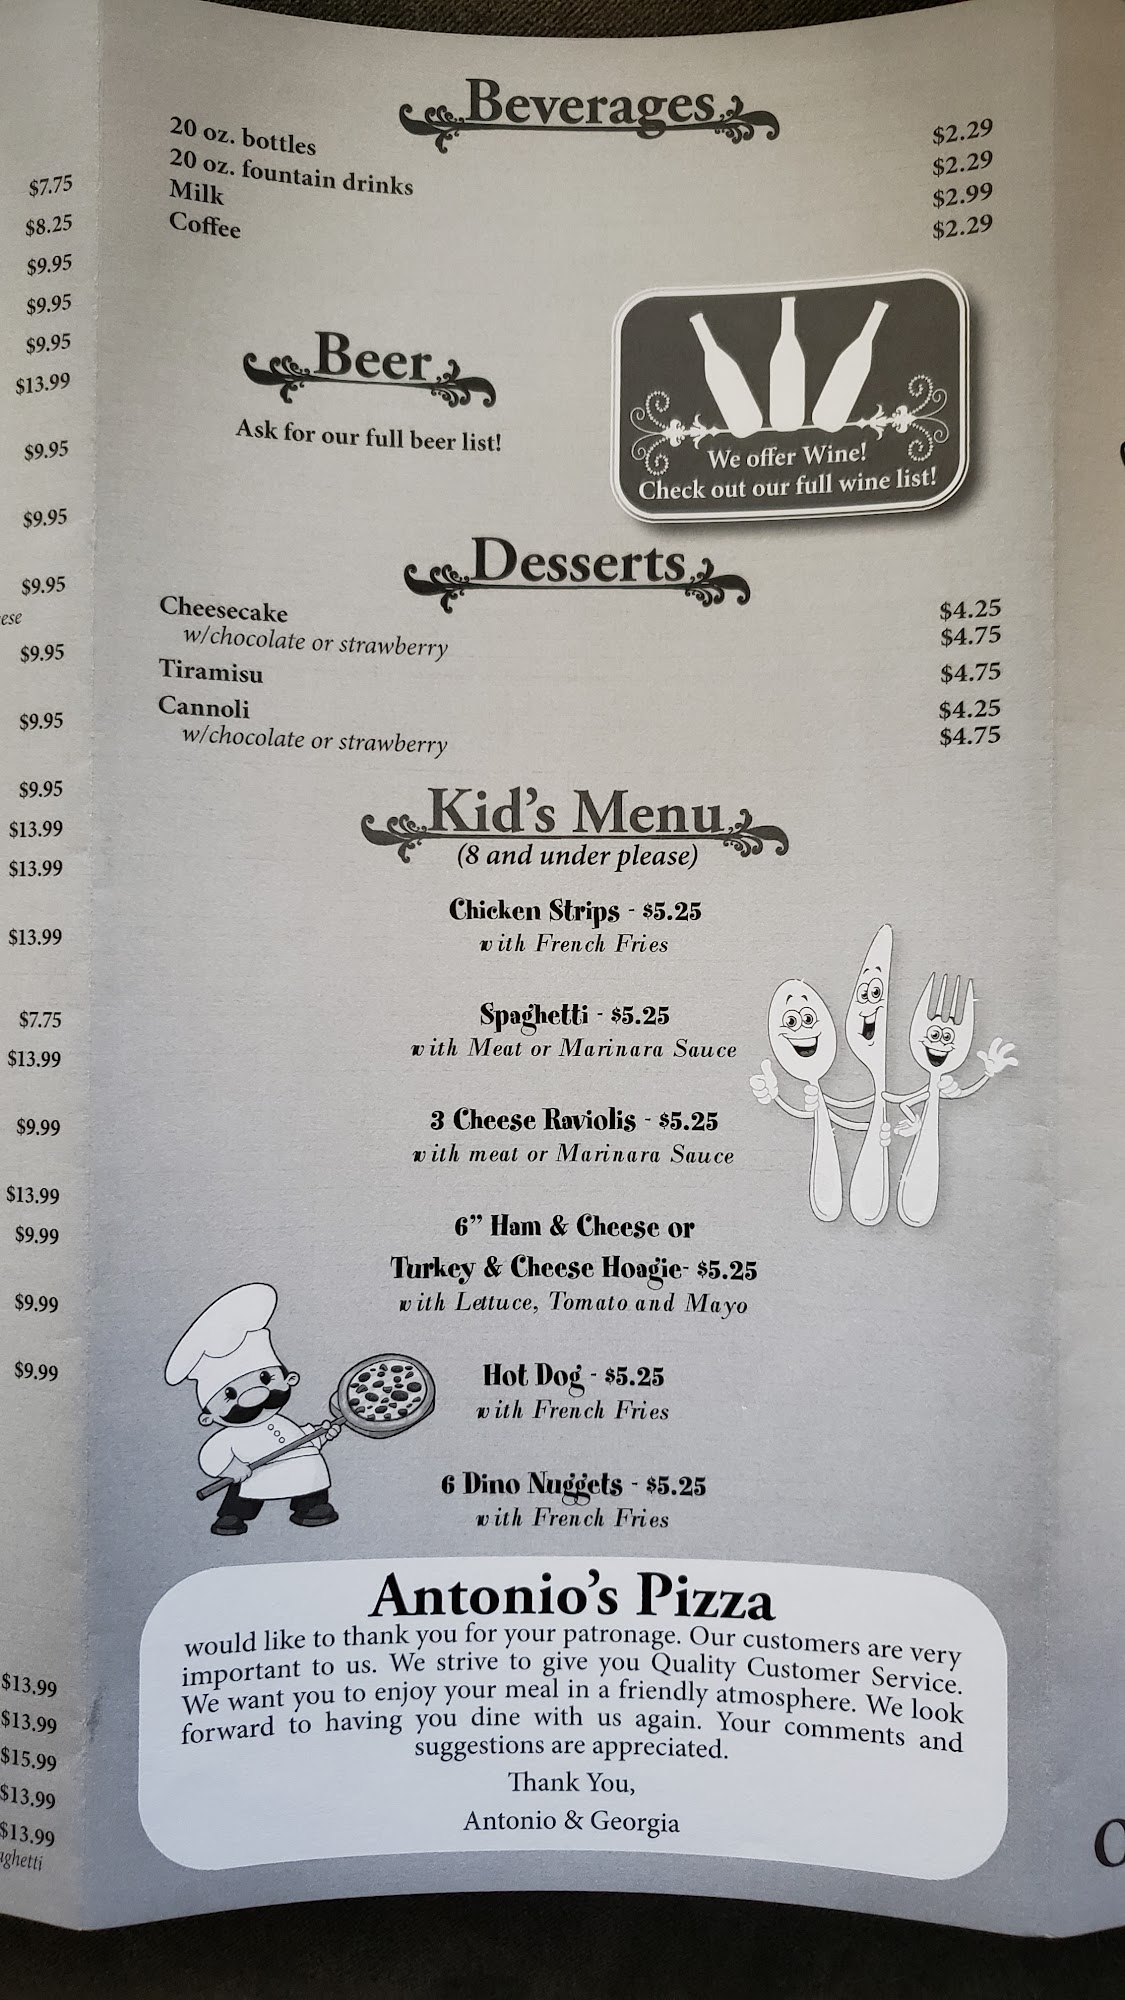 $7.75
$8.25
$9.95
$9.95
$9.95
$13.99
$9.95
$9.95
$9.95
ese
$9.95
$9.95
$9.95
$13.99
$13.99
$13.99
$7.75
$13.99
$9.99
$13.99
$9.99
$9.99
$9.99
$13.99
$13.99
$15.99
$13.99
$13.99
aghetti
Beverages
20 oz. bottles $2.29
20 oz. fountain drinks $2.29
Milk $2.99
Coffee $2.29
Beer
Ask for our full beer list!
We offer Wine!
Check out our full wine list!
Desserts
Cheesecake $4.25
w/chocolate or strawberry $4.75
Tiramisu $4.75
Cannoli $4.25
w/chocolate or strawberry $4.75
Kid's Menu
(8 and under please)
Chicken Strips - $5.25
with French Fries
Spaghetti - $5.25
with Meat or Marinara Sauce
3 Cheese Raviolis - $5.25
with meat or Marinara Sauce
6” Ham & Cheese or
Turkey & Cheese Hoagie- $5.25
with Lettuce, Tomato and Mayo
Hot Dog - $5.25
with French Fries
6 Dino Nuggets - $5.25
with French Fries
Antonio's Pizza
would like to thank you for your patronage. Our customers are very
important to us. We strive to give you Quality Customer Service.
We want you to enjoy your meal in a friendly atmosphere. We look
forward to having you dine with us again. Your comments and
suggestions are appreciated.
Thank You,
Antonio & Georgia